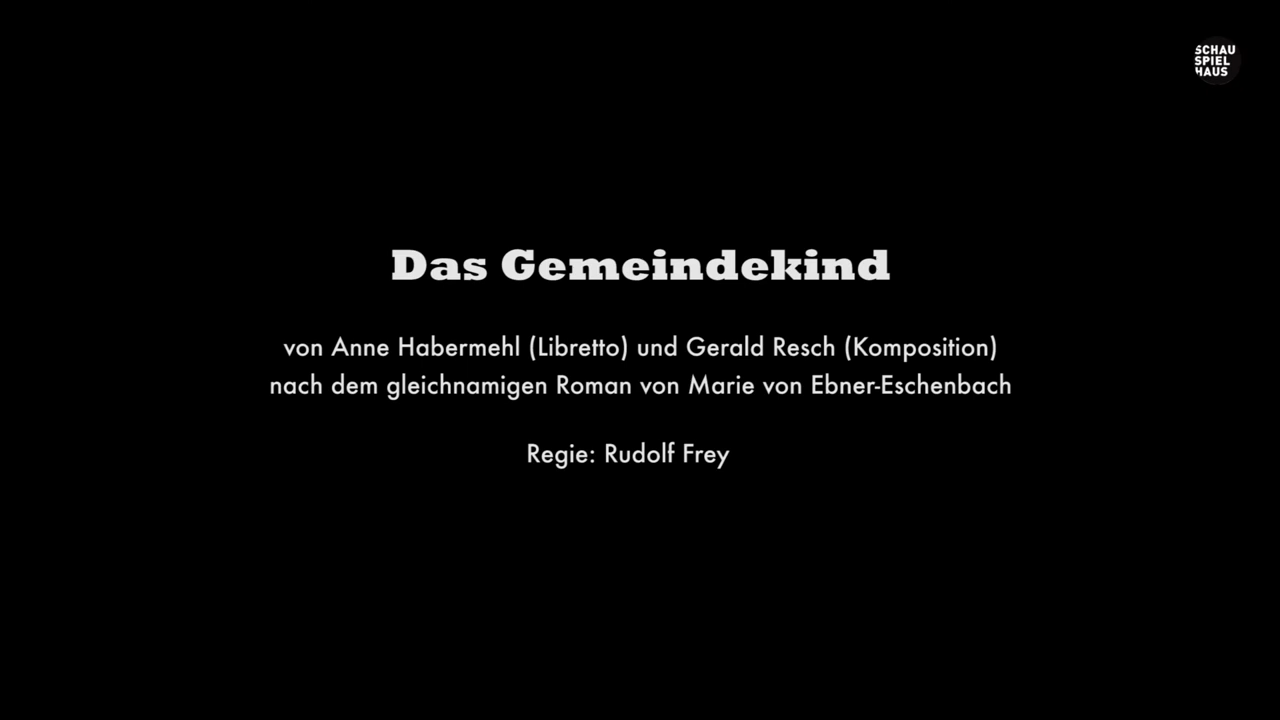 SCHAU
SPIEL
HAUS
Das Gemeindekind
von Anne Habermehl (Libretto) und Gerald Resch (Komposition)
nach dem gleichnamigen Roman von Marie von Ebner-Eschenbach
Regie: Rudolf Frey